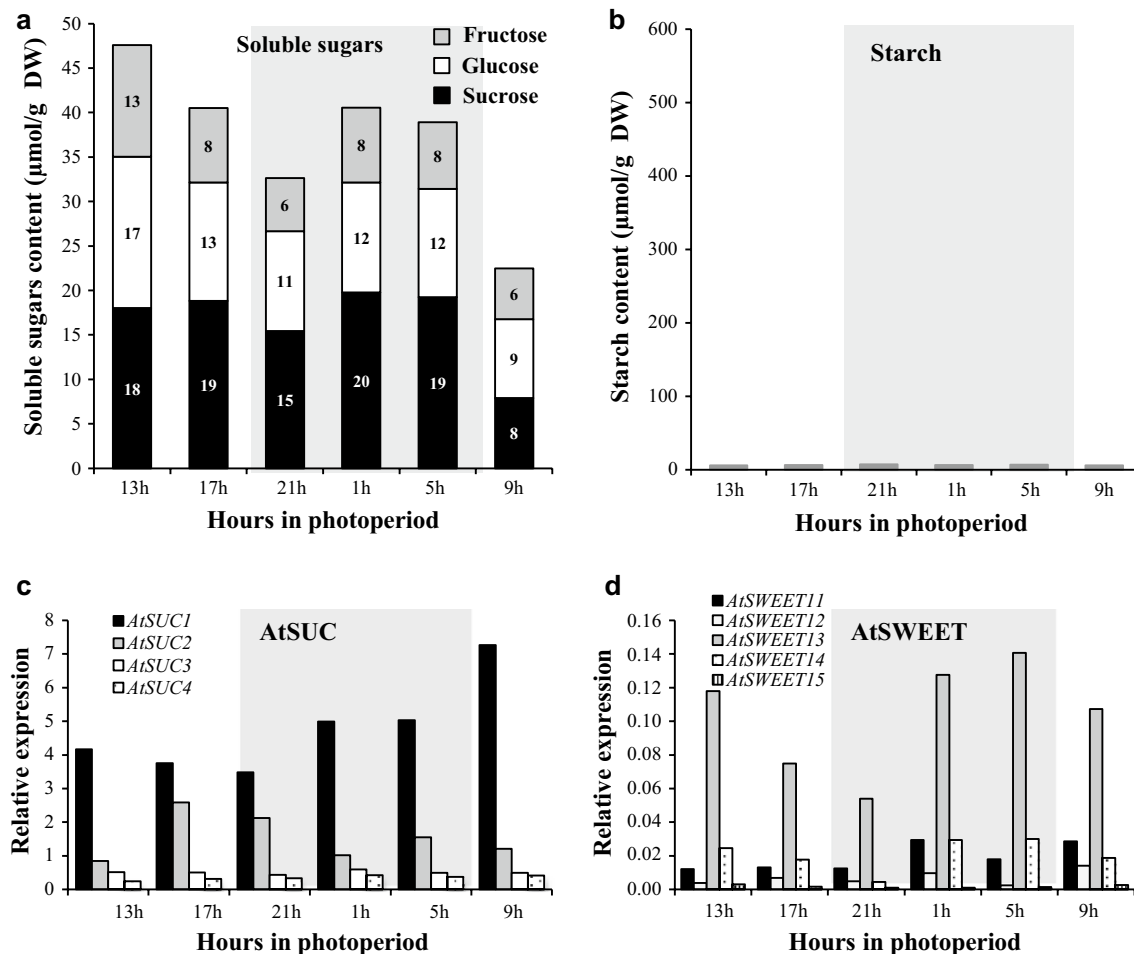 a
Soluble sugars content (µmol/g DW)
50
45
40
35
30
25
20
15
10
5
0
Soluble sugars
Fructose
Glucose
Sucrose
13 8 6 8 8 6
17 13 11 12 12 9
18 19 15 20 19 8
13h 17h 21h 1h 5h 9h
Hours in photoperiod
b
Starch content (µmol/g DW)
600
500
400
300
200
100
0
Starch
13h 17h 21h 1h 5h 9h
Hours in photoperiod
c
Relative expression
8
7
6
5
4
3
2
1
0
AtSUC1
AtSUC2
AtSUC3
AtSUC4
AtSUC
13h 17h 21h 1h 5h 9h
Hours in photoperiod
d
Relative expression
0.16
0.14
0.12
0.10
0.08
0.06
0.04
0.02
0.00
AtSWEET11
AtSWEET12
AtSWEET13
AtSWEET14
AtSWEET15
AtSWEET
13h 17h 21h 1h 5h 9h
Hours in photoperiod